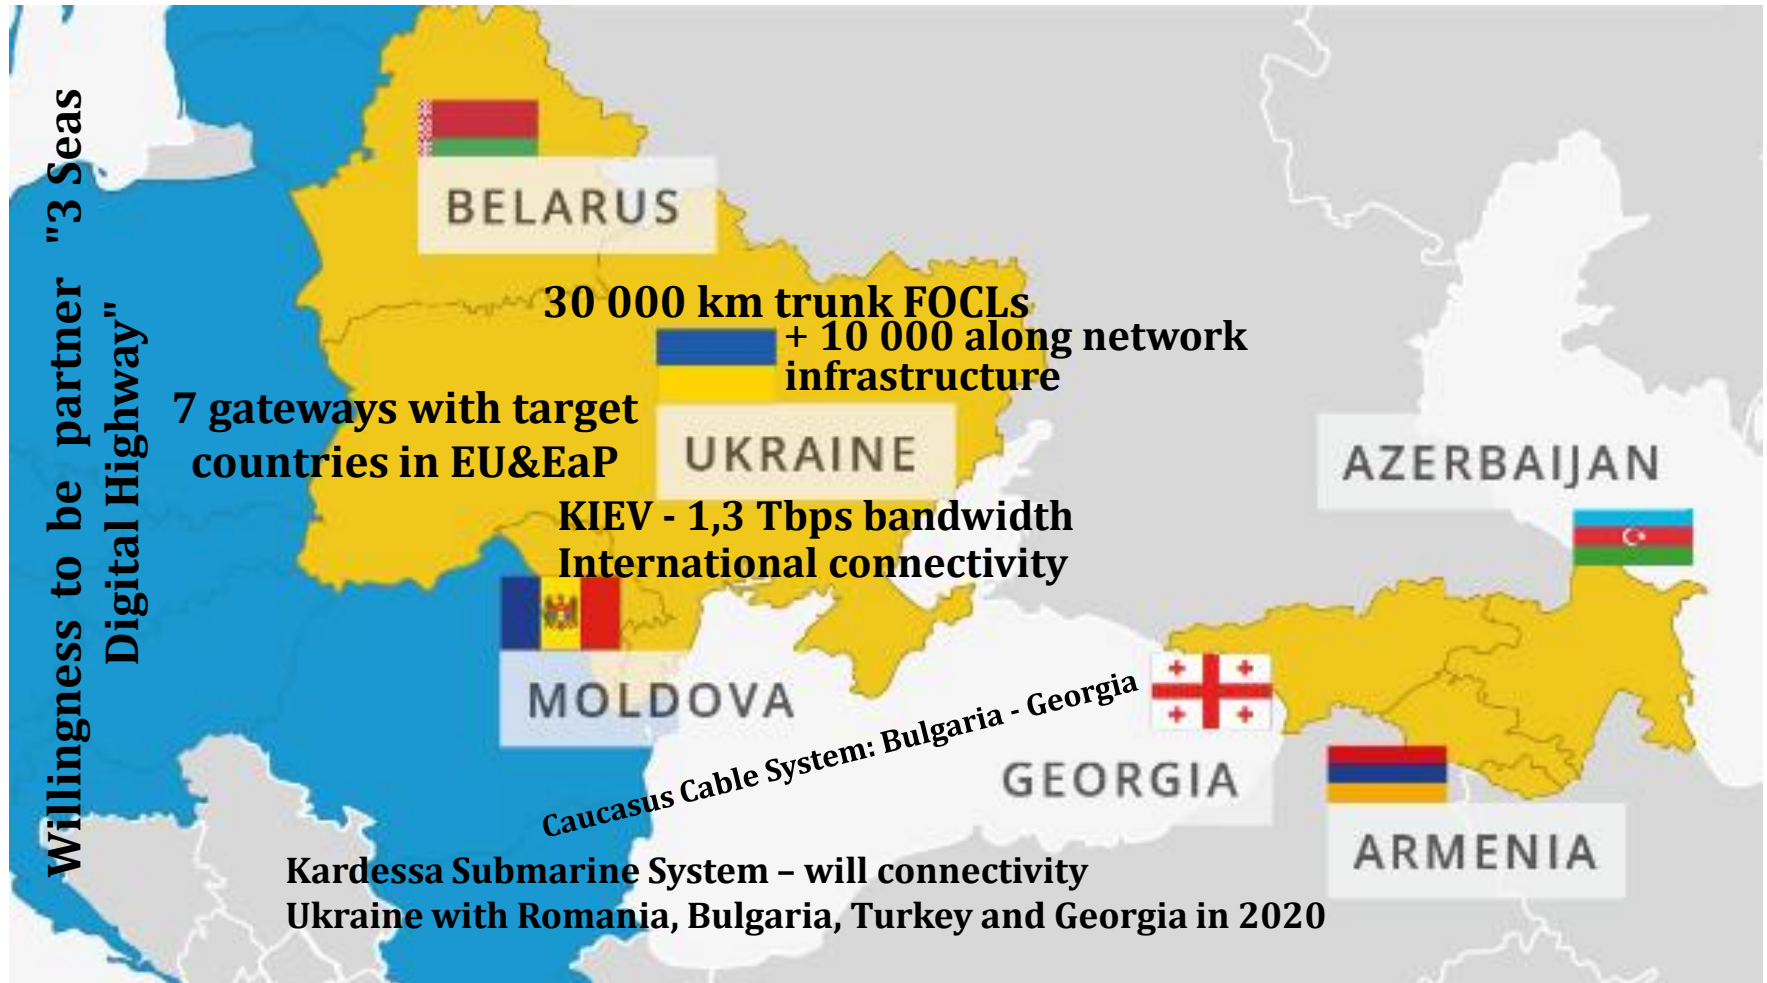 Willingness to be partner "3 Seas
Digital Highway"
BELARUS
30 000 km trunk FOCLs
+ 10 000 along network
infrastructure
7 gateways with target
countries in EU&EaP
UKRAINE
AZERBAIJAN
KIEV - 1,3 Tbps bandwidth
International connectivity
MOLDOVA
Caucasus Cable System: Bulgaria - Georgia
GEORGIA
ARMENIA
Kardessa Submarine System – will connectivity
Ukraine with Romania, Bulgaria, Turkey and Georgia in 2020